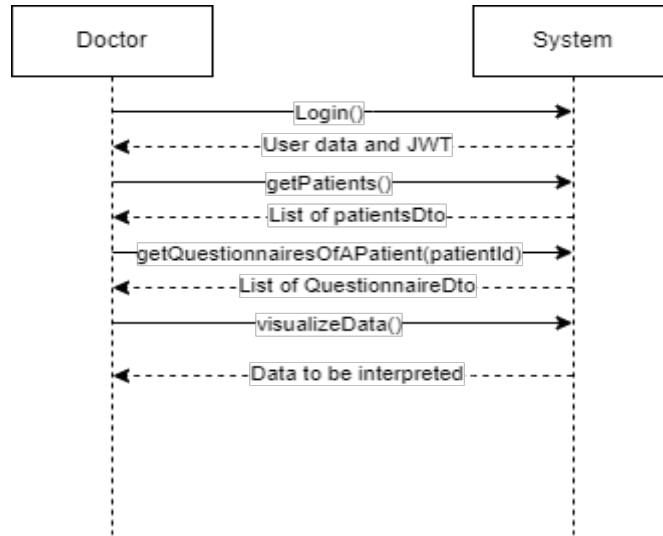 Doctor
System
Login()
User data and JWT
getPatients()
List of patientsDto
getQuestionnairesOfAPatient(patientId)
List of QuestionnaireDto
visualizeData()
Data to be interpreted